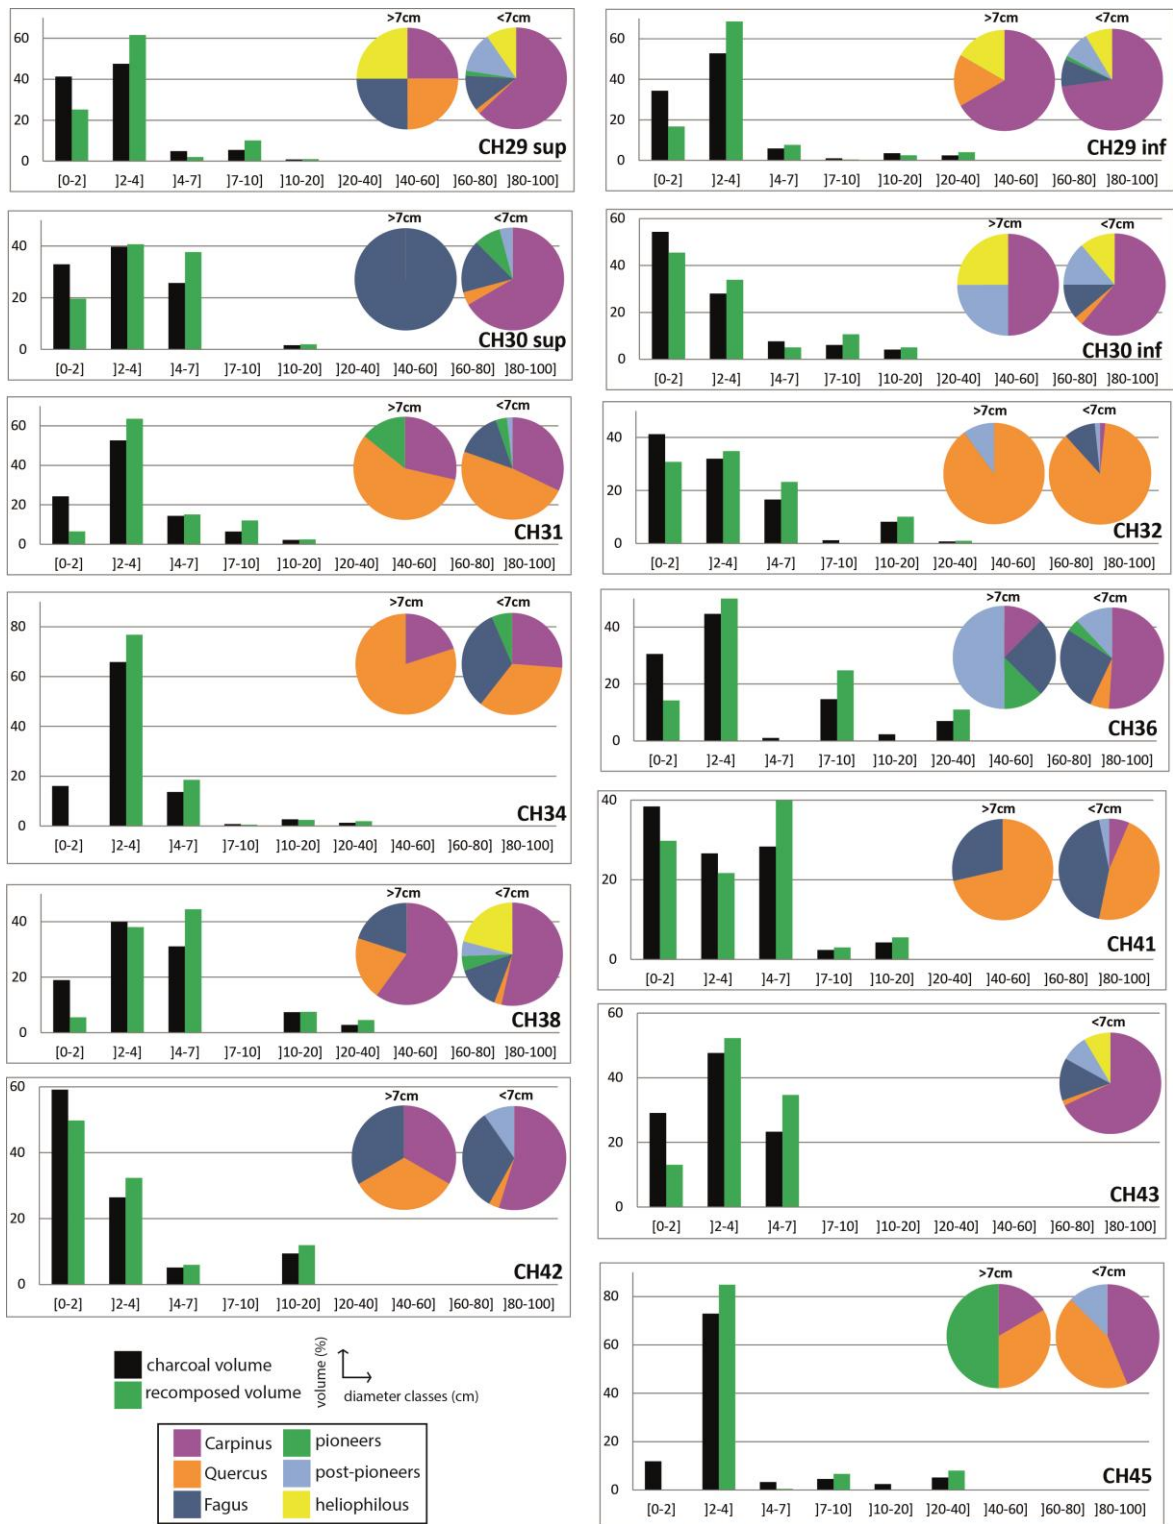 60
40
20
0
>7cm
<7cm
CH29 sup
[0-2] ]2-4] ]4-7] ]7-10] ]10-20] ]20-40] ]40-60] ]60-80] ]80-100]
60
40
20
0
>7cm
<7cm
CH29 inf
[0-2] ]2-4] ]4-7] ]7-10] ]10-20] ]20-40] ]40-60] ]60-80] ]80-100]
40
20
0
>7cm
<7cm
CH30 sup
[0-2] ]2-4] ]4-7] ]7-10] ]10-20] ]20-40] ]40-60] ]60-80] ]80-100]
60
40
20
0
>7cm
<7cm
CH30 inf
[0-2] ]2-4] ]4-7] ]7-10] ]10-20] ]20-40] ]40-60] ]60-80] ]80-100]
60
40
20
0
>7cm
<7cm
CH31
[0-2] ]2-4] ]4-7] ]7-10] ]10-20] ]20-40] ]40-60] ]60-80] ]80-100]
40
20
0
>7cm
<7cm
CH32
[0-2] ]2-4] ]4-7] ]7-10] ]10-20] ]20-40] ]40-60] ]60-80] ]80-100]
80
60
40
20
0
>7cm
<7cm
CH34
[0-2] ]2-4] ]4-7] ]7-10] ]10-20] ]20-40] ]40-60] ]60-80] ]80-100]
40
20
0
>7cm
<7cm
CH36
[0-2] ]2-4] ]4-7] ]7-10] ]10-20] ]20-40] ]40-60] ]60-80] ]80-100]
40
20
0
>7cm
<7cm
CH38
[0-2] ]2-4] ]4-7] ]7-10] ]10-20] ]20-40] ]40-60] ]60-80] ]80-100]
40
20
0
>7cm
<7cm
CH41
[0-2] ]2-4] ]4-7] ]7-10] ]10-20] ]20-40] ]40-60] ]60-80] ]80-100]
60
40
20
0
>7cm
<7cm
CH42
[0-2] ]2-4] ]4-7] ]7-10] ]10-20] ]20-40] ]40-60] ]60-80] ]80-100]
60
40
20
0
<7cm
CH43
[0-2] ]2-4] ]4-7] ]7-10] ]10-20] ]20-40] ]40-60] ]60-80] ]80-100]
80
60
40
20
0
>7cm
<7cm
CH45
[0-2] ]2-4] ]4-7] ]7-10] ]10-20] ]20-40] ]40-60] ]60-80] ]80-100]
charcoal volume
recomposed volume
volume (%)
diameter classes (cm)
Carpinus
Quercus
Fagus
pioneers
post-pioneers
heliophilous